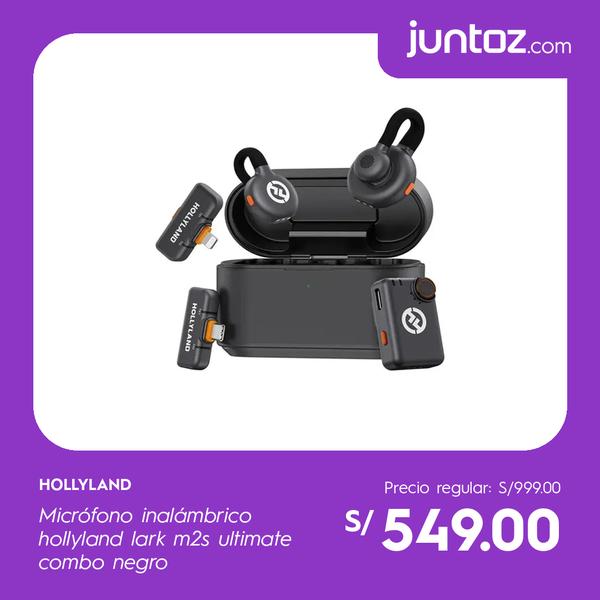 juntoz.com
HOLLYLAND
HOLLYLAND
HOLLYLAND
Micrófono inalámbrico
hollyland lark m2s ultimate
combo negro
Precio regular: S/999.00
S/ 549.00